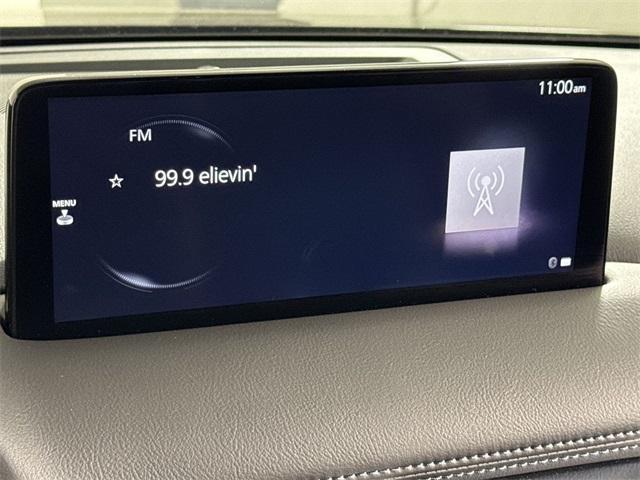 11:00am
FM
☆ 99.9 elievin'
MENU